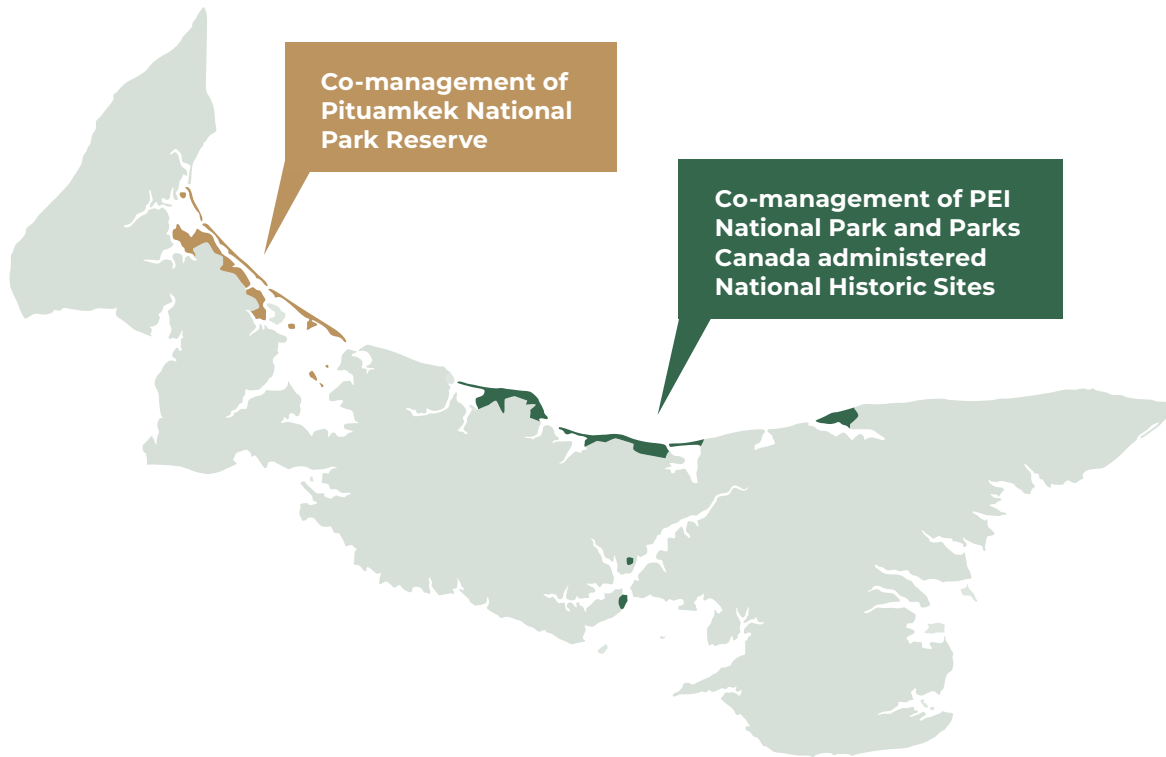 Co-management of
Pituamkek National
Park Reserve
Co-management of PEI
National Park and Parks
Canada administered
National Historic Sites